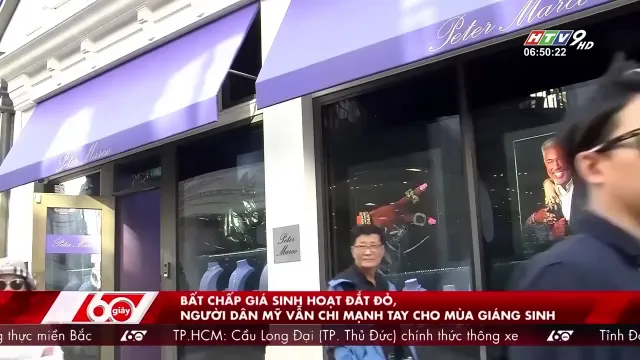 Peter Marco
HTV9 HD
06:50:22
Peter Marco
Peter Marco
Peter
Marco
60 giây
BẤT CHẤP GIÁ SINH HOẠT ĐẮT ĐỎ,
NGƯỜI DÂN MỸ VẪN CHI MẠNH TAY CHO MÙA GIÁNG SINH
g thực miền Bắc TP.HCM: Cầu Long Đại (TP. Thủ Đức) chính thức thông xe Tỉnh Đ